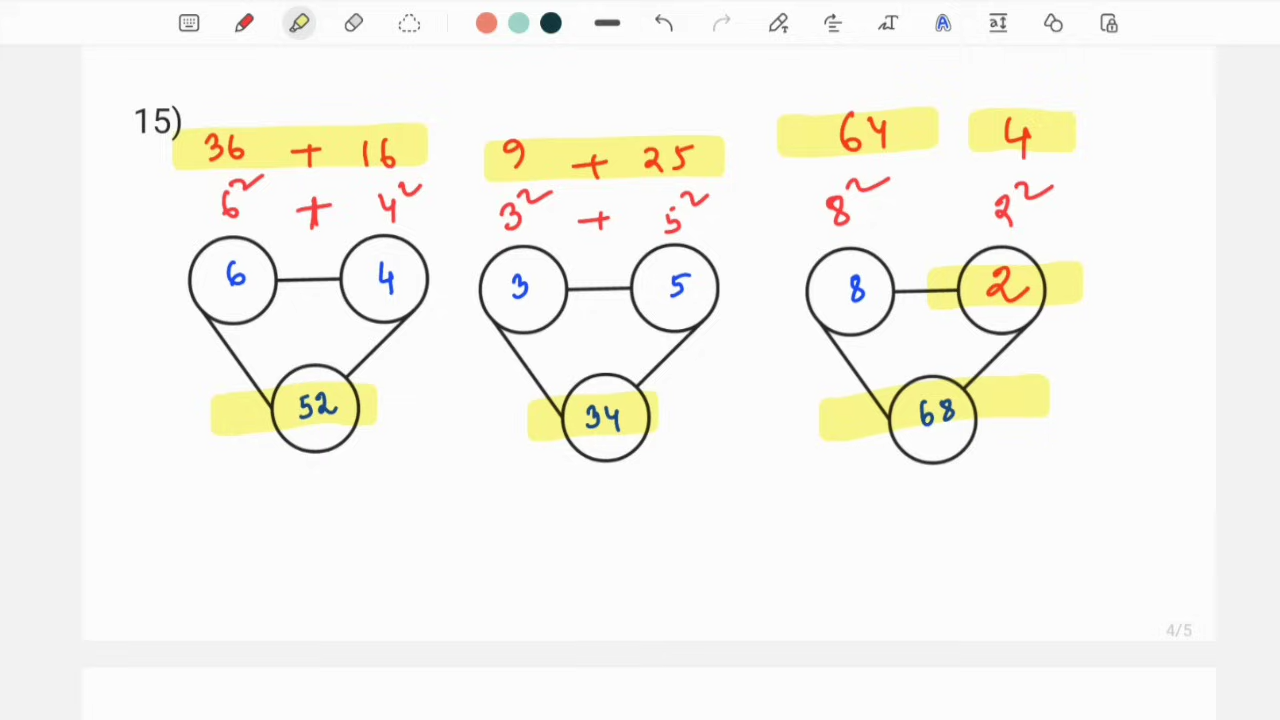 15)
36 + 16
6² + 4²
6 4
52
9 + 25
3² + 5²
3 5
34
64 4
8² 2²
8 2
68
4/5